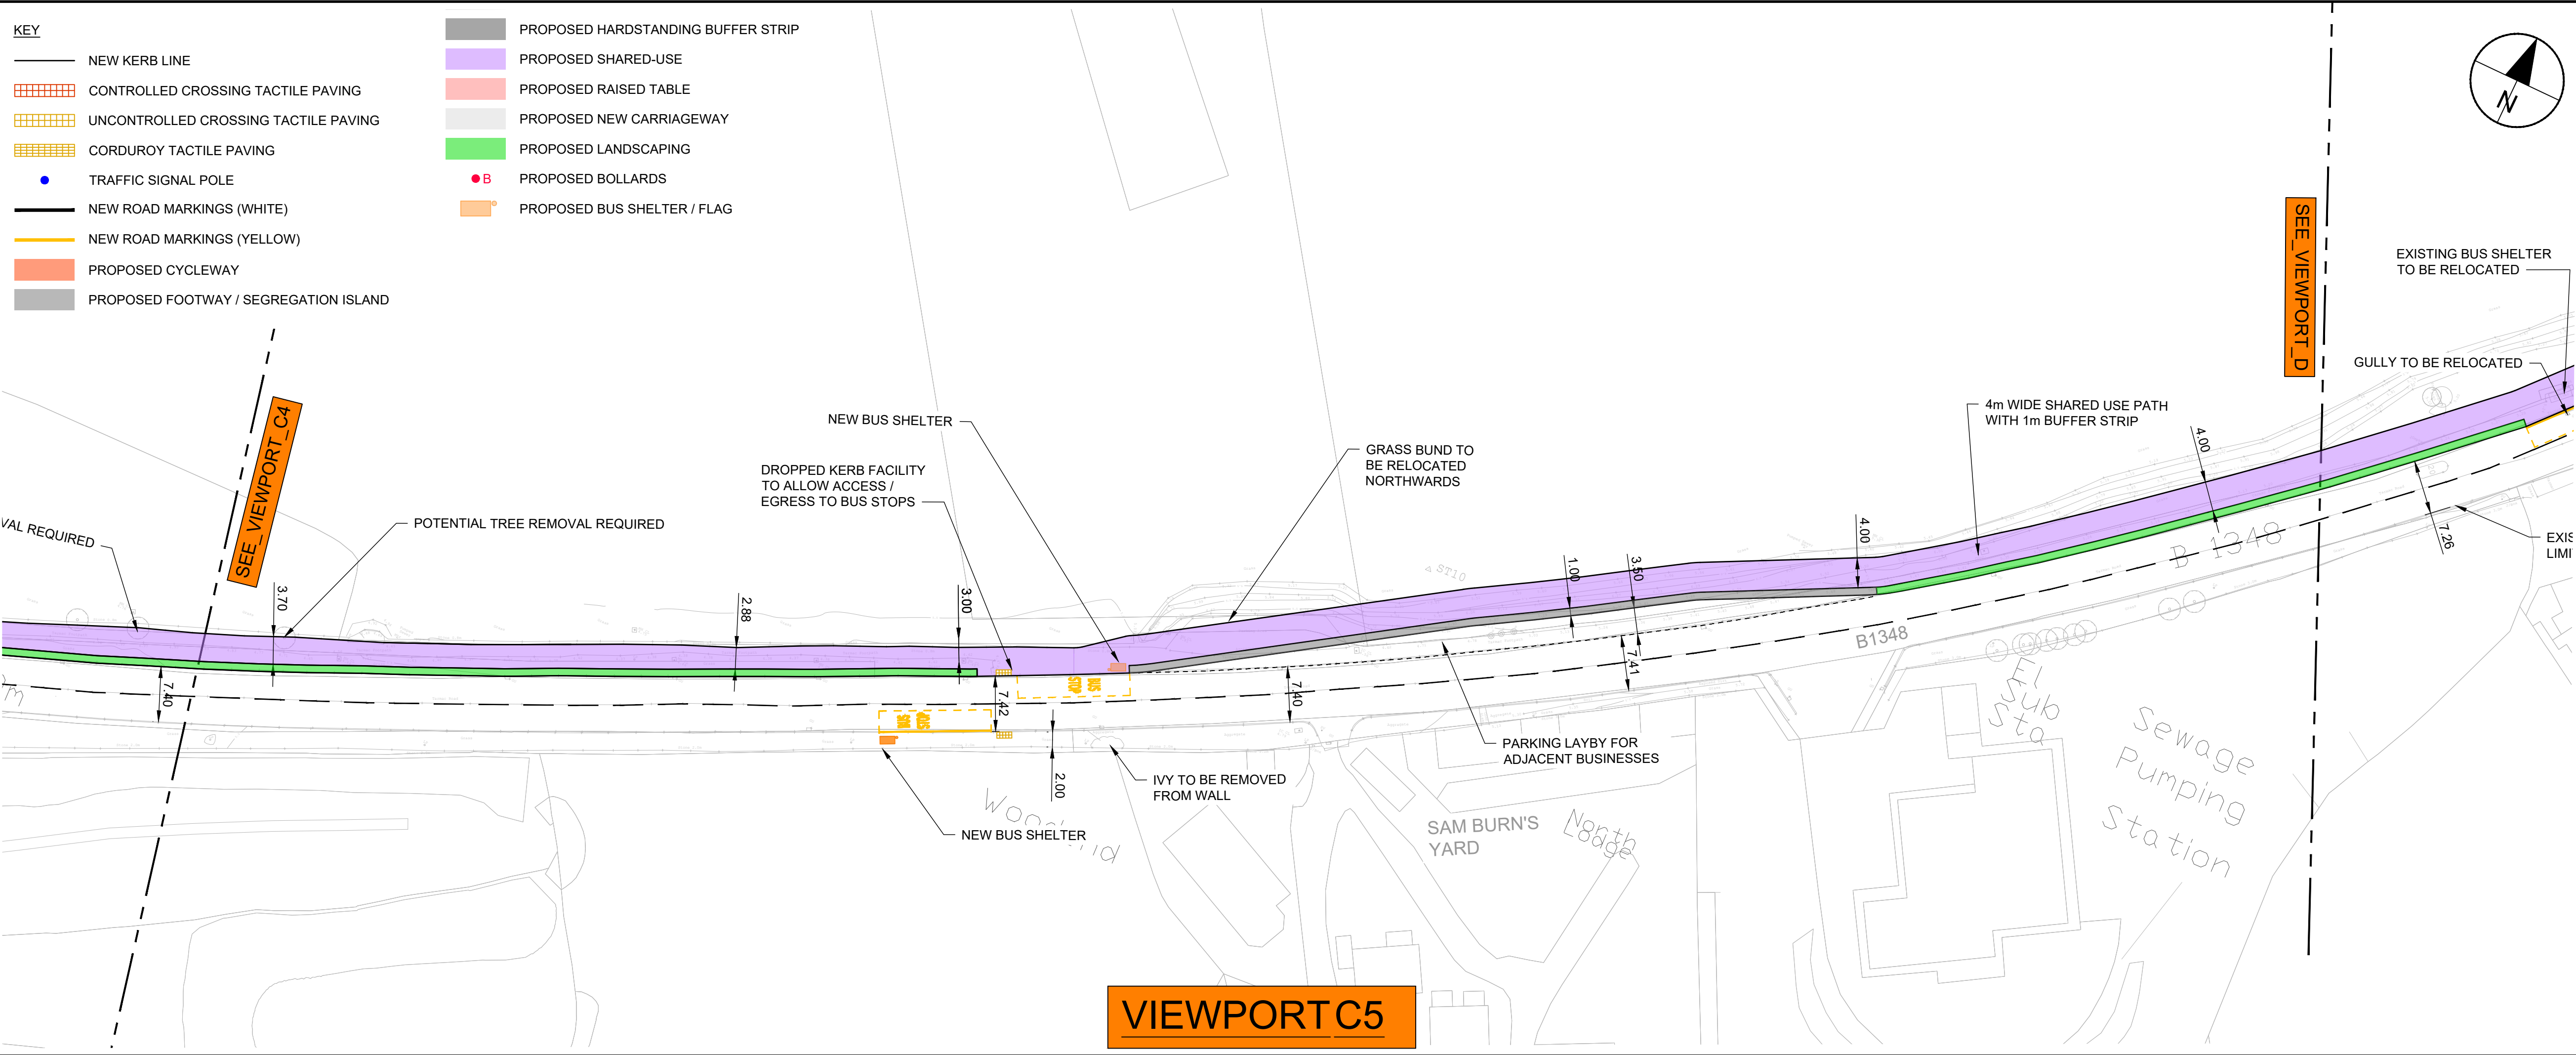 KEY
NEW KERB LINE
CONTROLLED CROSSING TACTILE PAVING
UNCONTROLLED CROSSING TACTILE PAVING
CORDUROY TACTILE PAVING
TRAFFIC SIGNAL POLE
NEW ROAD MARKINGS (WHITE)
NEW ROAD MARKINGS (YELLOW)
PROPOSED CYCLEWAY
PROPOSED FOOTWAY / SEGREGATION ISLAND
PROPOSED HARDSTANDING BUFFER STRIP
PROPOSED SHARED-USE
PROPOSED RAISED TABLE
PROPOSED NEW CARRIAGEWAY
PROPOSED LANDSCAPING
B PROPOSED BOLLARDS
PROPOSED BUS SHELTER / FLAG
N
SEE_VIEWPORT_C4
SEE_VIEWPORT_D
EXISTING BUS SHELTER
TO BE RELOCATED
GULLY TO BE RELOCATED
4m WIDE SHARED USE PATH
WITH 1m BUFFER STRIP
GRASS BUND TO
BE RELOCATED
NORTHWARDS
NEW BUS SHELTER
DROPPED KERB FACILITY
TO ALLOW ACCESS /
EGRESS TO BUS STOPS
POTENTIAL TREE REMOVAL REQUIRED
VAL REQUIRED
3.70
2.88
3.00
1.00
3.50
4.00
4.00
7.40
7.42
7.40
7.41
7.26
2.00
BUS
STOP
BUS
STOP
ST10
B 1348
B1348
EXIS
LIMI
PARKING LAYBY FOR
ADJACENT BUSINESSES
IVY TO BE REMOVED
FROM WALL
NEW BUS SHELTER
SAM BURN'S
YARD
North
Lodge
El
Sub
Sta
Sewage
Pumping
Station
VIEWPORT C5